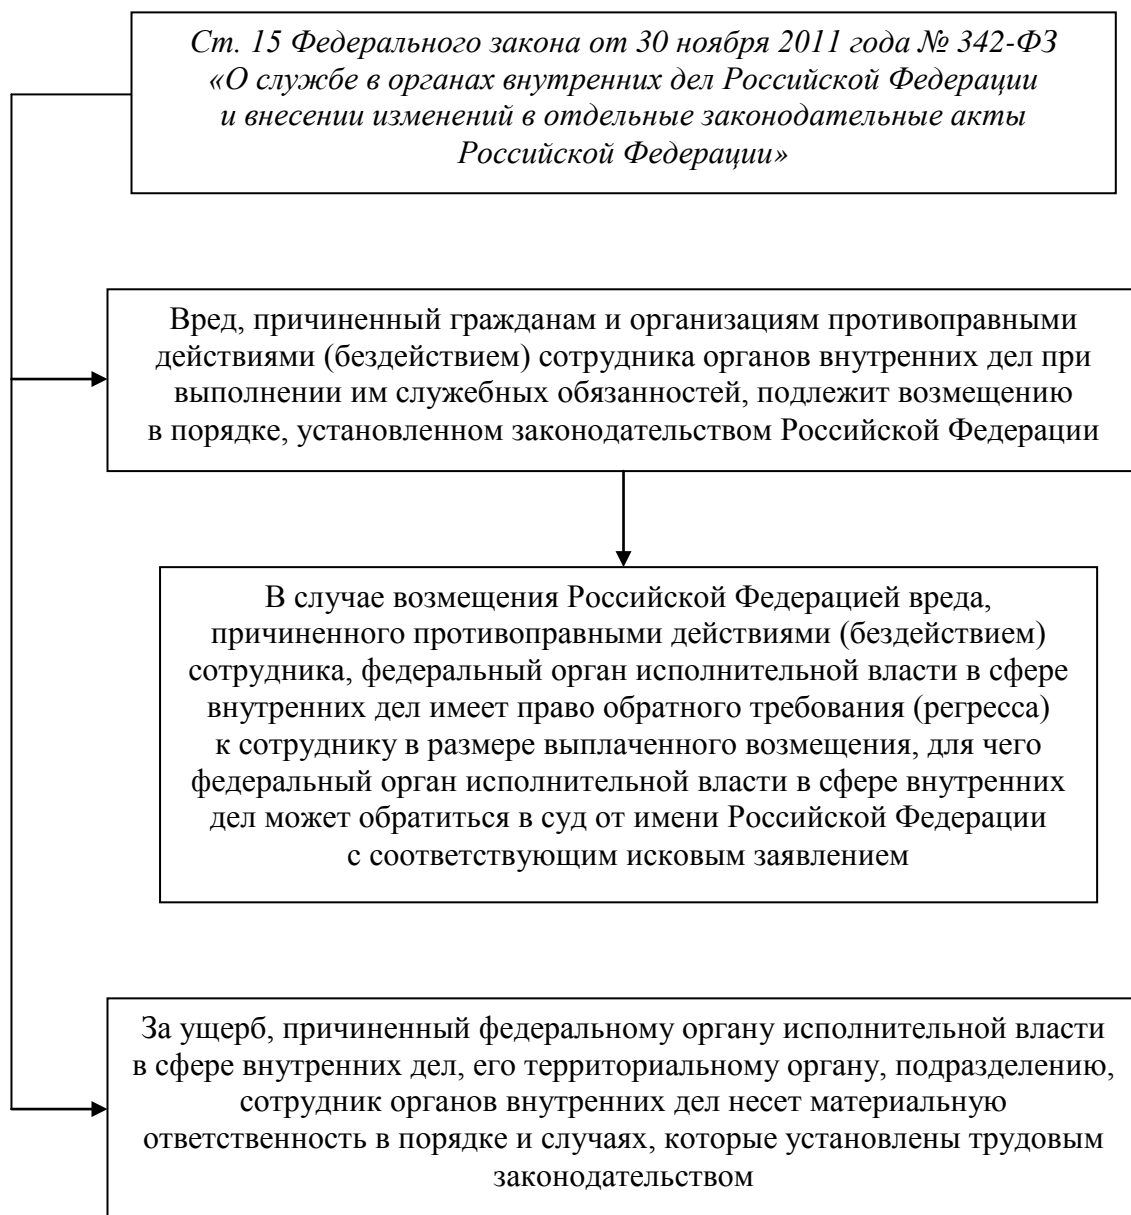 Ст. 15 Федерального закона от 30 ноября 2011 года № 342-ФЗ
«О службе в органах внутренних дел Российской Федерации
и внесении изменений в отдельные законодательные акты
Российской Федерации»
Вред, причиненный гражданам и организациям противоправными
действиями (бездействием) сотрудника органов внутренних дел при
выполнении им служебных обязанностей, подлежит возмещению
в порядке, установленном законодательством Российской Федерации
В случае возмещения Российской Федерацией вреда,
причиненного противоправными действиями (бездействием)
сотрудника, федеральный орган исполнительной власти в сфере
внутренних дел имеет право обратного требования (регресса)
к сотруднику в размере выплаченного возмещения, для чего
федеральный орган исполнительной власти в сфере внутренних
дел может обратиться в суд от имени Российской Федерации
с соответствующим исковым заявлением
За ущерб, причиненный федеральному органу исполнительной власти
в сфере внутренних дел, его территориальному органу, подразделению,
сотрудник органов внутренних дел несет материальную
ответственность в порядке и случаях, которые установлены трудовым
законодательством